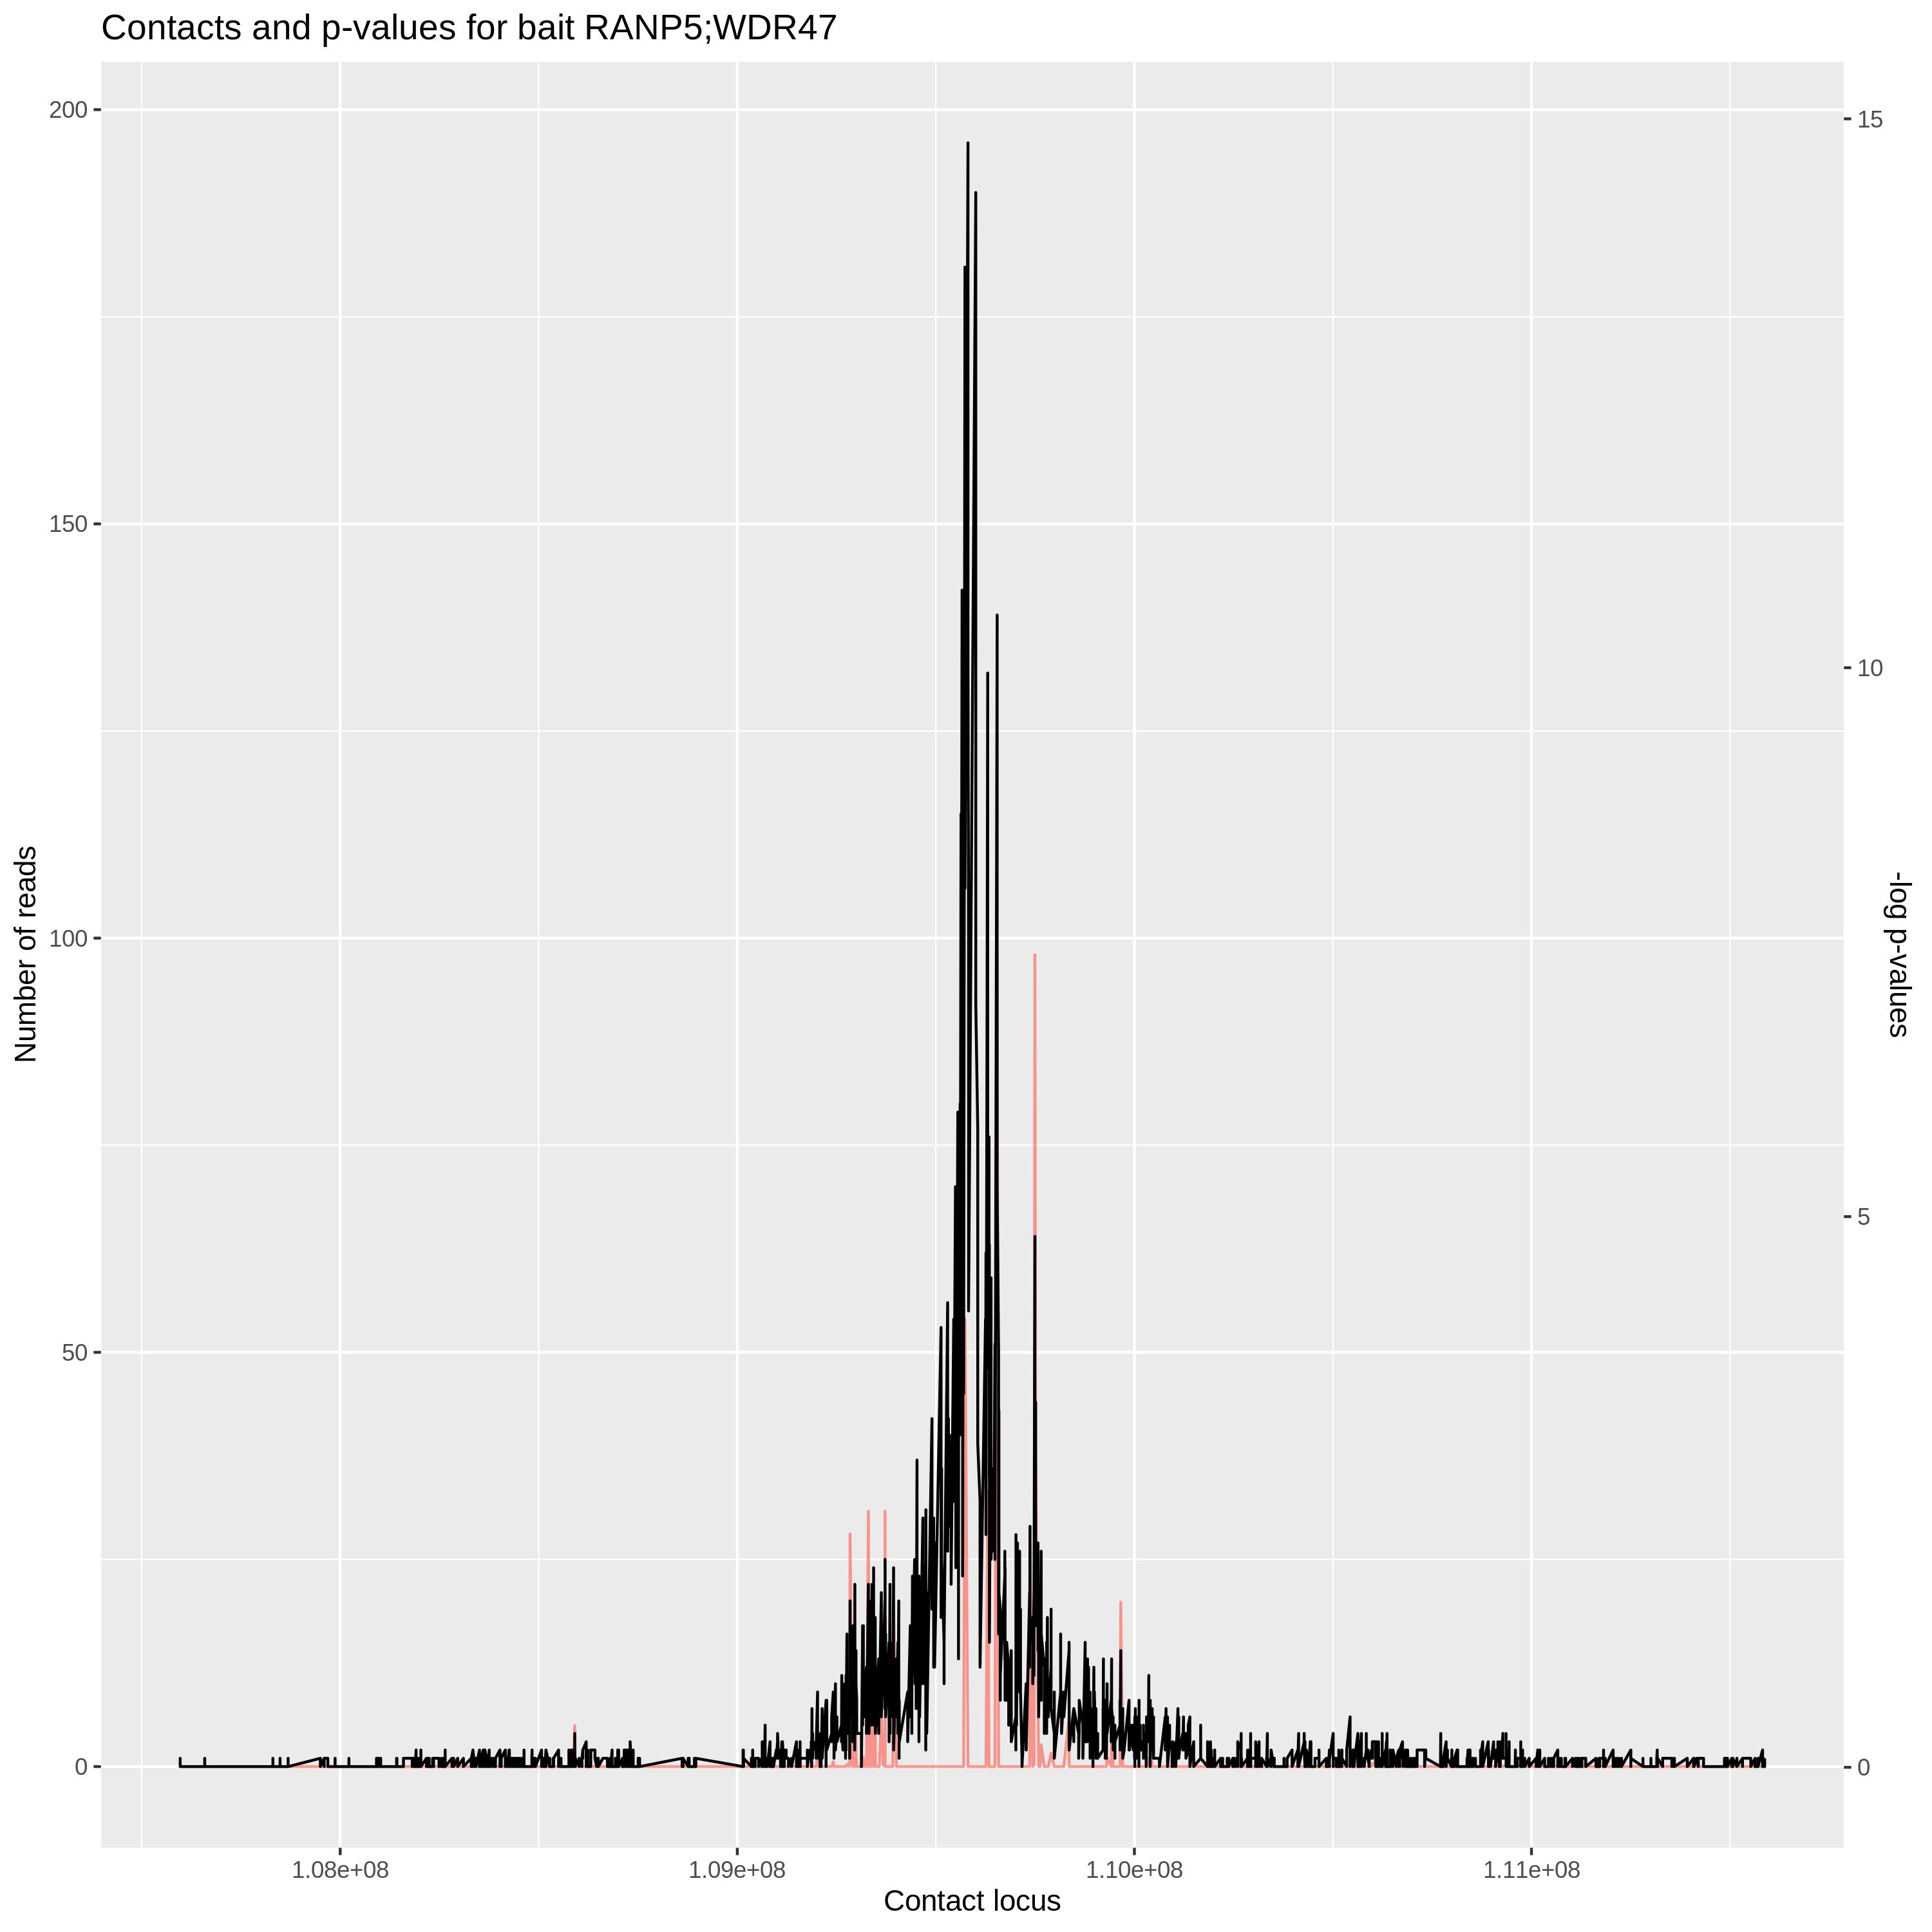 Contacts and p-values for bait RANP5;WDR47
200
150
100
50
0
Number of reads
15
10
5
0
-log p-values
1.08e+08
1.09e+08
1.10e+08
1.11e+08
Contact locus